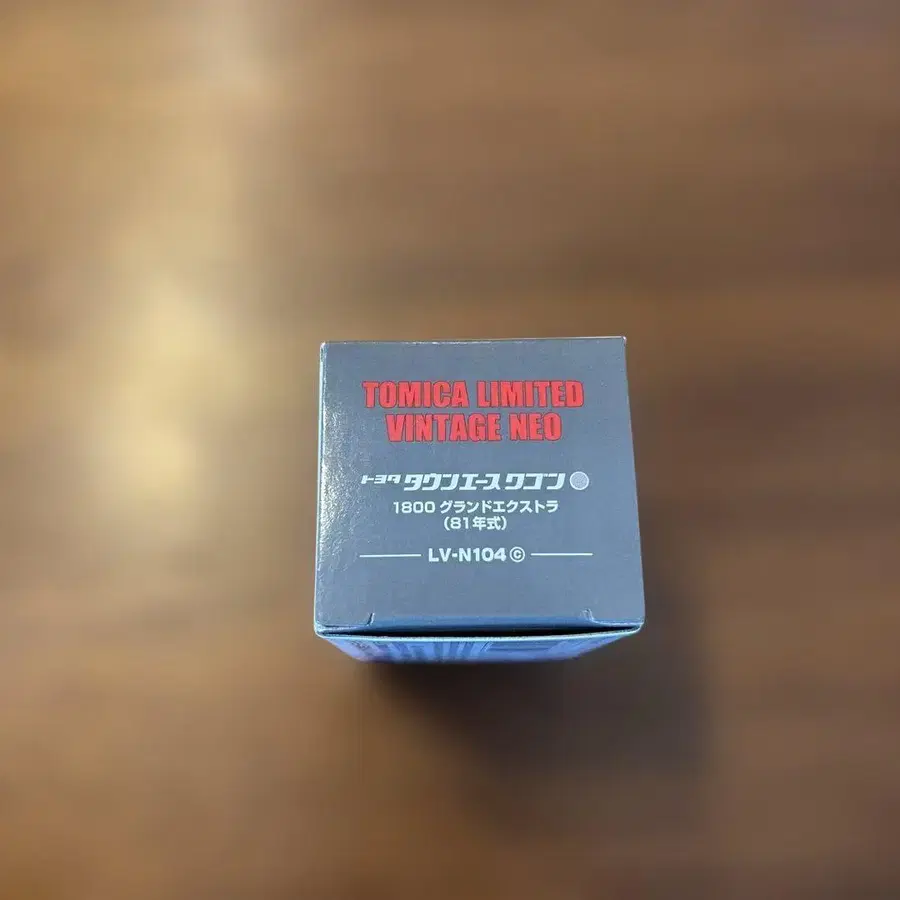 TOMICA LIMITED
VINTAGE NEO
トヨタ タウンエースワゴン
1800 グランドエクストラ
(81年式)
LV-N104 ©